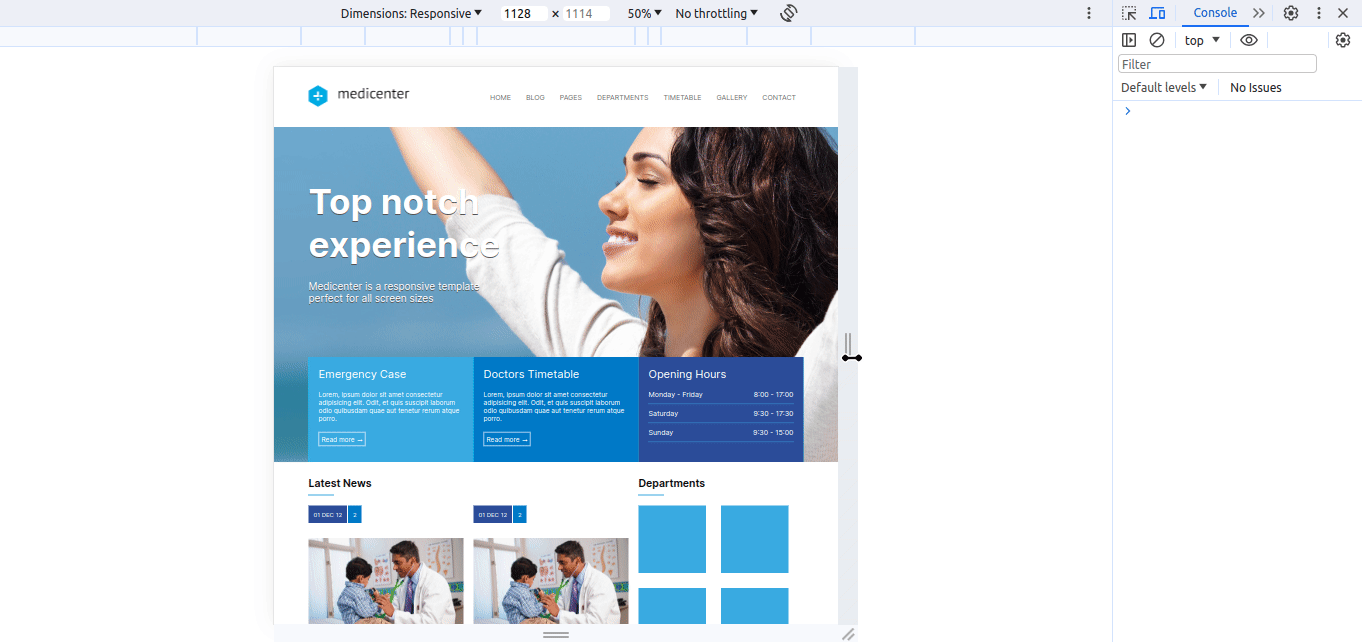 Dimensions: Responsive 1128 × 1114 50% No throttling
Console
top
Filter
Default levels No Issues
medicenter
HOME BLOG PAGES DEPARTMENTS TIMETABLE GALLERY CONTACT
Top notch
experience
Medicenter is a responsive template
perfect for all screen sizes
Emergency Case
Lorem, ipsum dolor sit amet consectetur
adipisicing elit. Odit, et quis suscipit laborum
odio quibusdam quae aut tenetur rerum atque
porro.
Read more →
Doctors Timetable
Lorem, ipsum dolor sit amet consectetur
adipisicing elit. Odit, et quis suscipit laborum
odio quibusdam quae aut tenetur rerum atque
porro.
Read more →
Opening Hours
Monday - Friday 8:00 - 17:00
Saturday 9:30 - 17:30
Sunday 9:30 - 15:00
Latest News
01 DEC 12 2
01 DEC 12 2
Departments